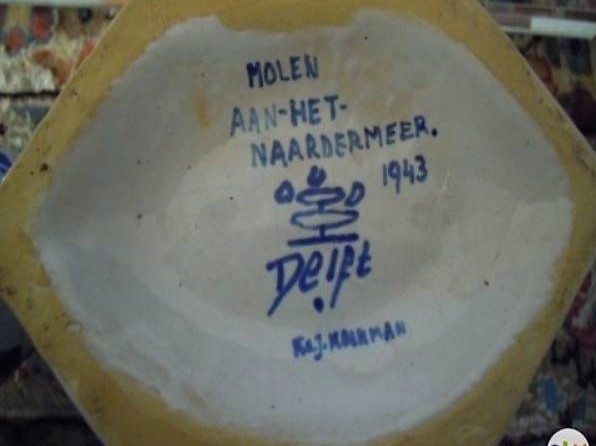 MOLEN
AAN-HET-
NAARDERMEER.
1943
Delft